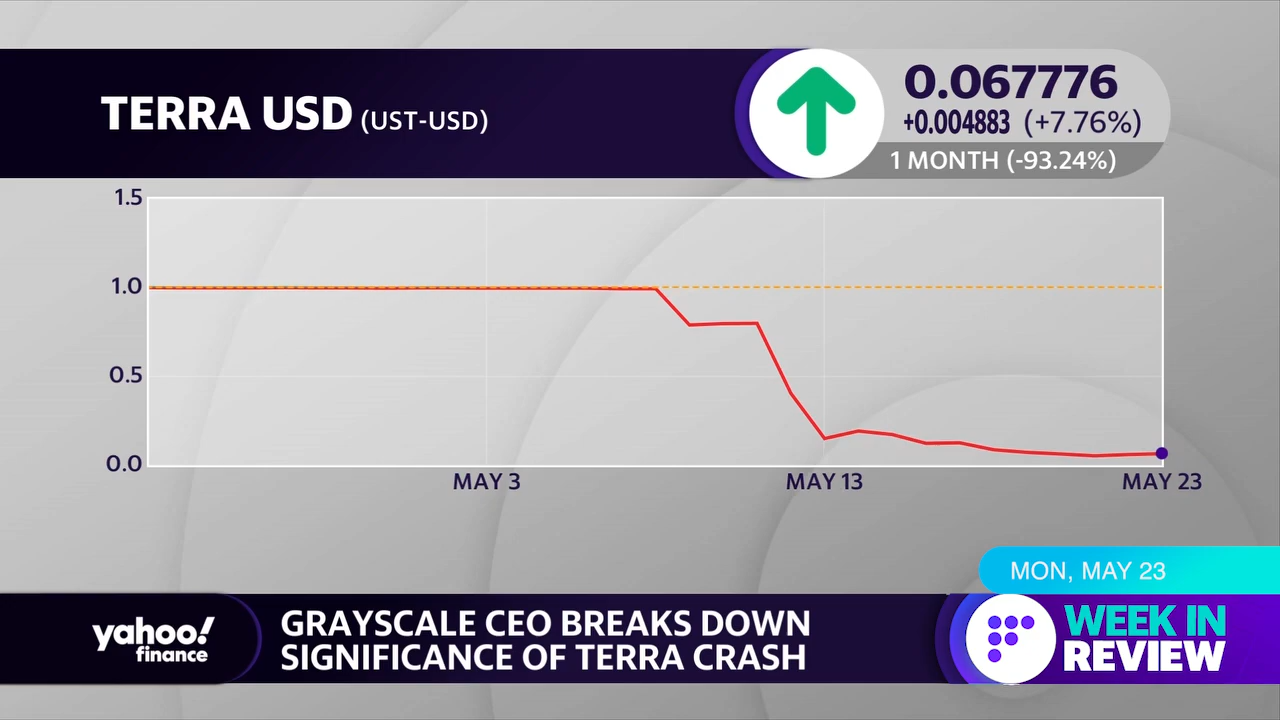 TERRA USD (UST-USD)
0.067776
+0.004883 (+7.76%)
1 MONTH (-93.24%)
1.5
1.0
0.5
0.0
MAY 3
MAY 13
MAY 23
MON, MAY 23
yahoo!
finance
GRAYSCALE CEO BREAKS DOWN
SIGNIFICANCE OF TERRA CRASH
WEEK IN
REVIEW